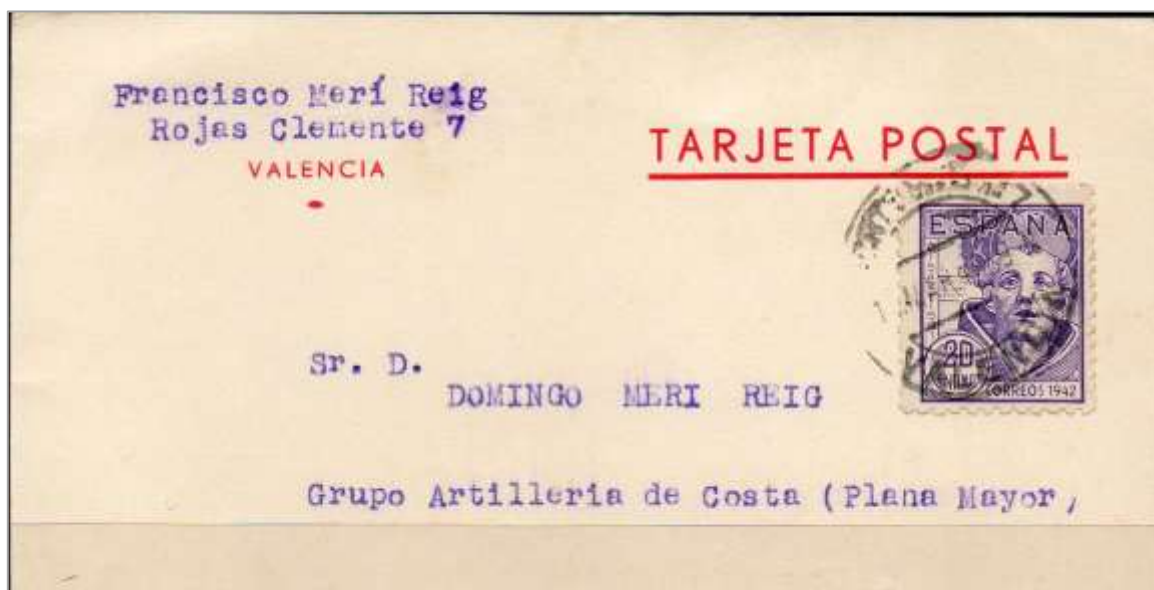 Francisco Merí Reig
Rojas Clemente 7
VALENCIA
TARJETA POSTAL
ESPAÑA
20
CORREOS 1942
Sr. D.
DOMINGO MERI REIG
Grupo Artilleria de Costa (Plana Mayor,